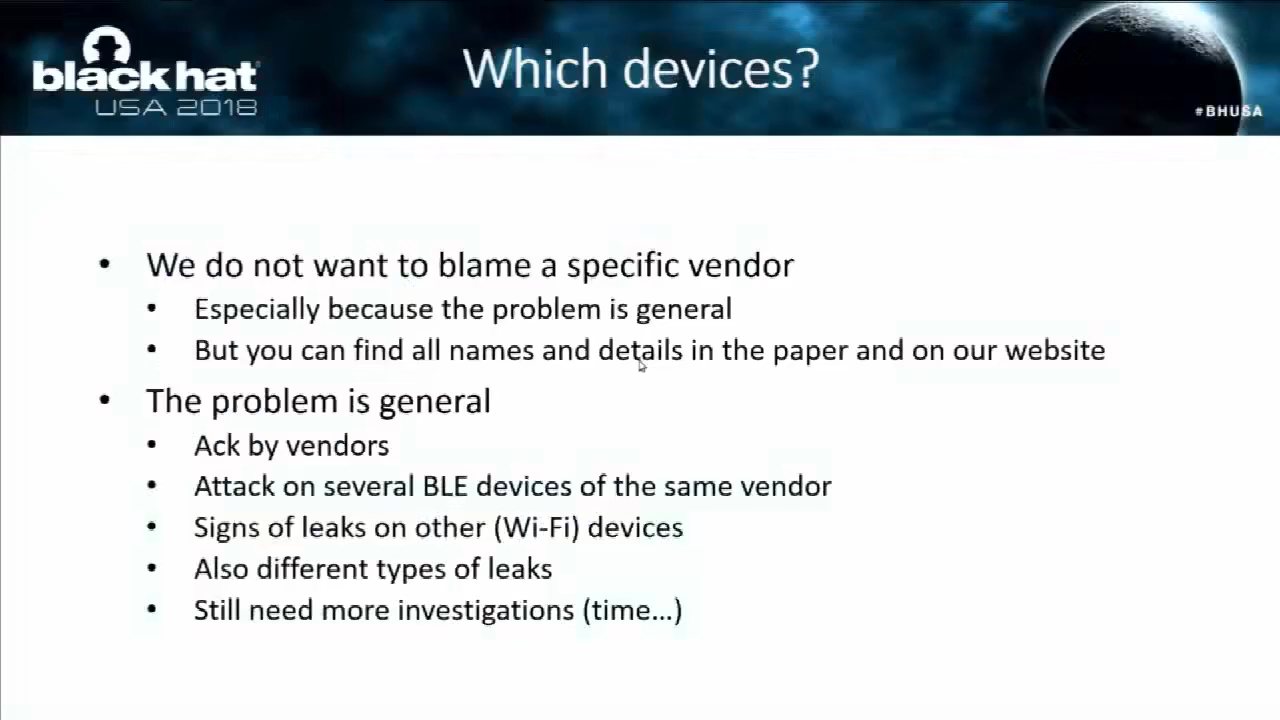 black hat
USA 2018
Which devices?
#BHUSA
• We do not want to blame a specific vendor
• Especially because the problem is general
• But you can find all names and details in the paper and on our website
• The problem is general
• Ack by vendors
• Attack on several BLE devices of the same vendor
• Signs of leaks on other (Wi-Fi) devices
• Also different types of leaks
• Still need more investigations (time...)